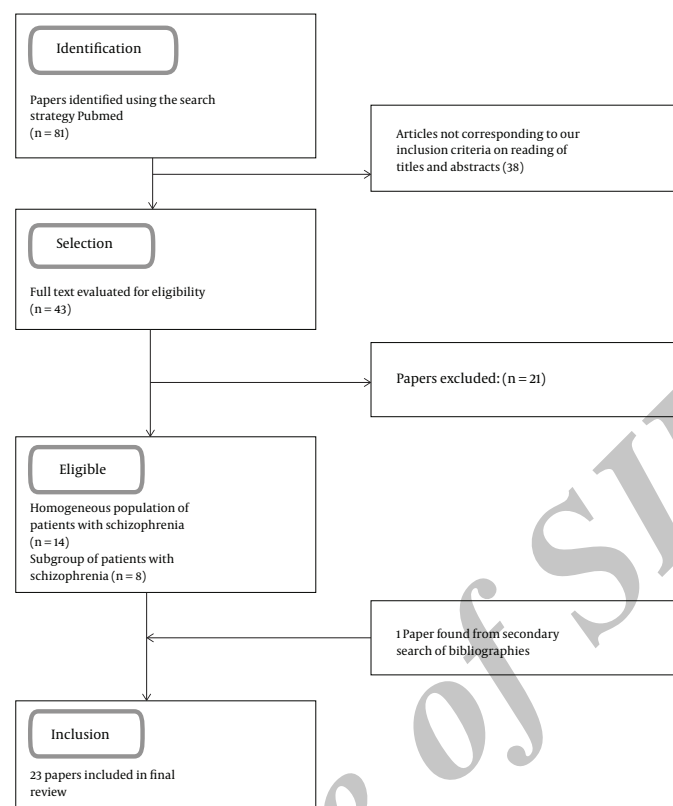 Identification
Papers identified using the search
strategy Pubmed
(n = 81)
Articles not corresponding to our
inclusion criteria on reading of
titles and abstracts (38)
Selection
Full text evaluated for eligibility
(n = 43)
Papers excluded: (n = 21)
Eligible
Homogeneous population of
patients with schizophrenia
(n = 14)
Subgroup of patients with
schizophrenia (n = 8)
1 Paper found from secondary
search of bibliographies
Inclusion
23 papers included in final
review
of SI